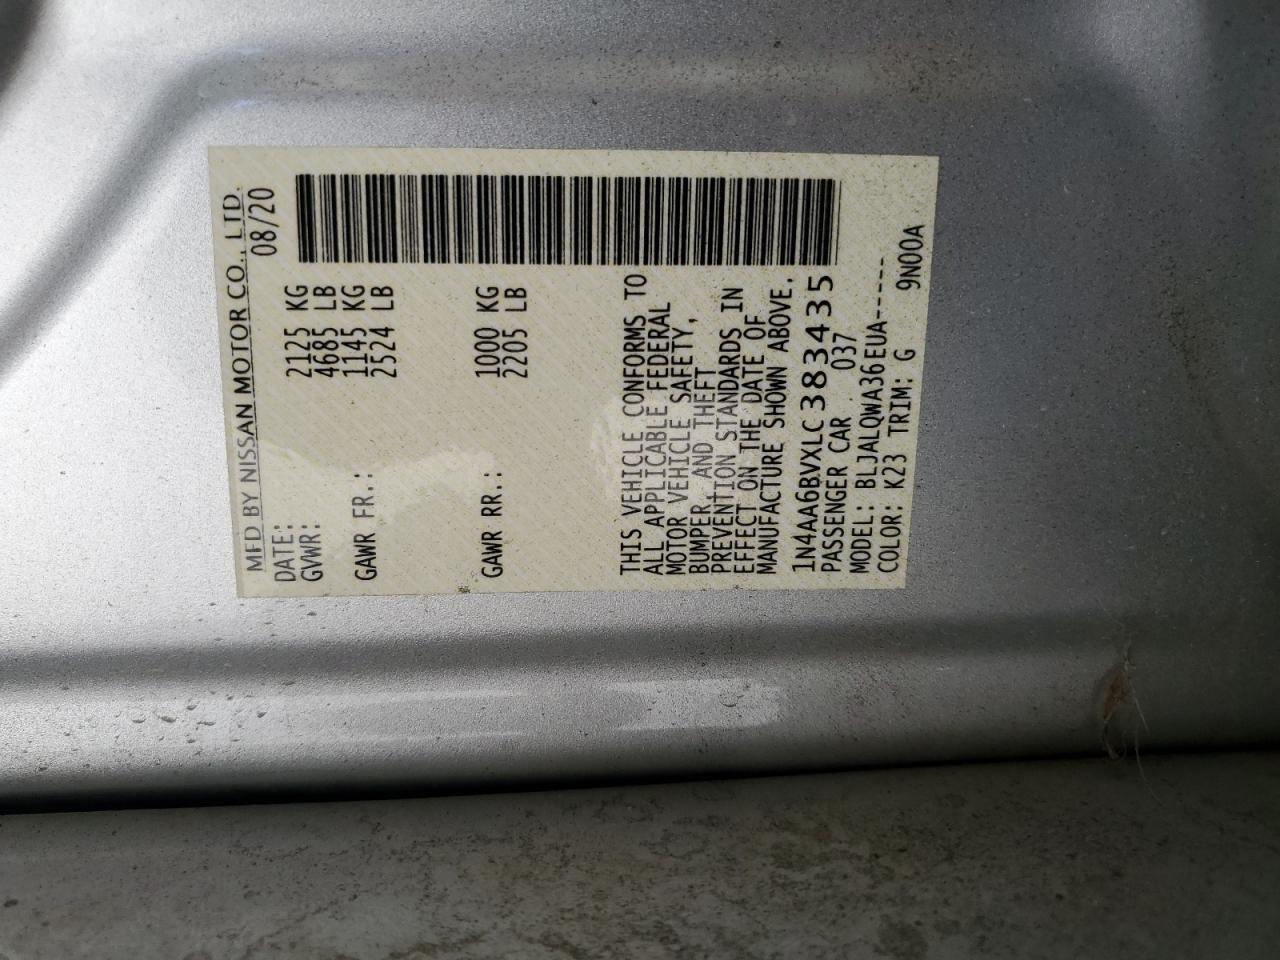 MFD BY NISSAN MOTOR CO., LTD.
DATE: 08/20
GVWR: 2125 KG
4685 LB
GAWR FR.: 1145 KG
2524 LB
GAWR RR.: 1000 KG
2205 LB
THIS VEHICLE CONFORMS TO
ALL APPLICABLE FEDERAL
MOTOR VEHICLE SAFETY,
BUMPER, AND THEFT
PREVENTION STANDARDS IN
EFFECT ON THE DATE OF
MANUFACTURE SHOWN ABOVE.
1N4AA6BVXLC383435
PASSENGER CAR 037
MODEL: BLJALQWA36EUA------
COLOR: K23 TRIM: G 9N00A